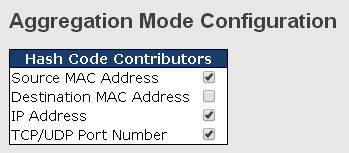 Aggregation Mode Configuration
Hash Code Contributors
Source MAC Address
Destination MAC Address
IP Address
TCP/UDP Port Number